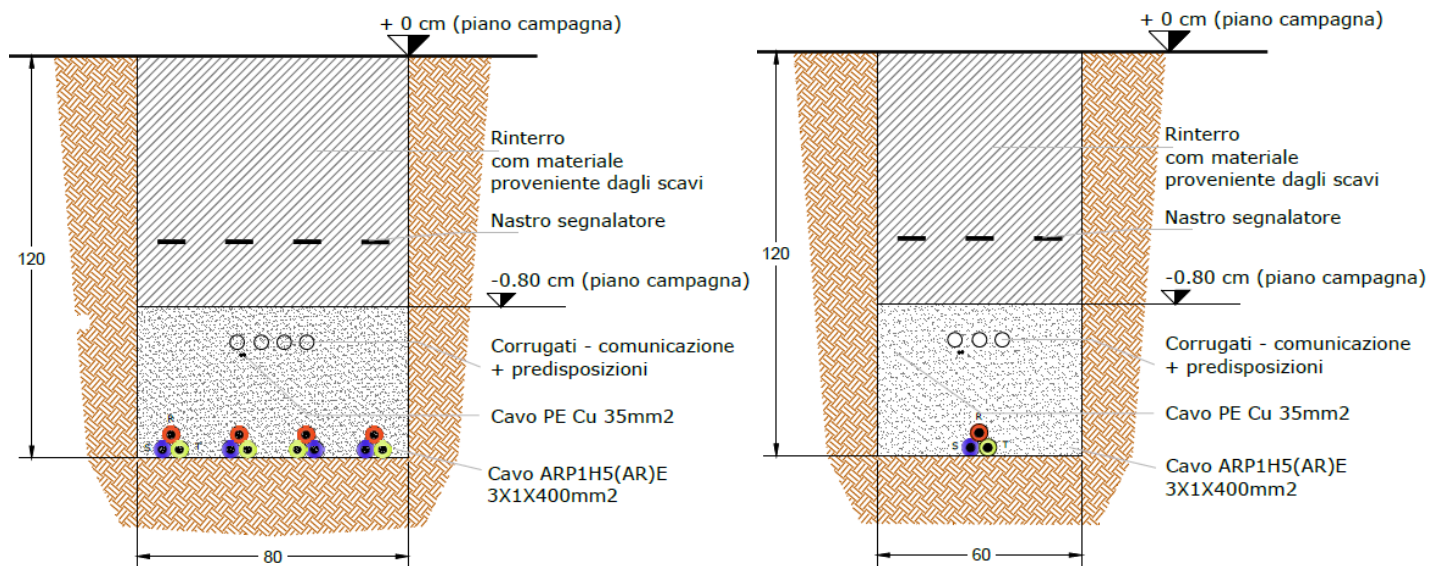 + 0 cm (piano campagna)
Rinterro
com materiale
proveniente dagli scavi
Nastro segnalatore
120
-0.80 cm (piano campagna)
Corrugati - comunicazione
+ predisposizioni
Cavo PE Cu 35mm2
R
S T
Cavo ARP1H5(AR)E
3X1X400mm2
80
+ 0 cm (piano campagna)
Rinterro
com materiale
proveniente dagli scavi
Nastro segnalatore
120
-0.80 cm (piano campagna)
Corrugati - comunicazione
+ predisposizioni
Cavo PE Cu 35mm2
R
S T
Cavo ARP1H5(AR)E
3X1X400mm2
60